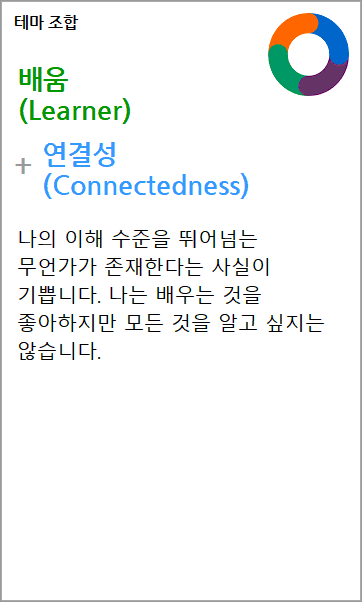 테마 조합
배움
(Learner)
+ 연결성
(Connectedness)
나의 이해 수준을 뛰어넘는
무언가가 존재한다는 사실이
기쁩니다. 나는 배우는 것을
좋아하지만 모든 것을 알고 싶지는
않습니다.